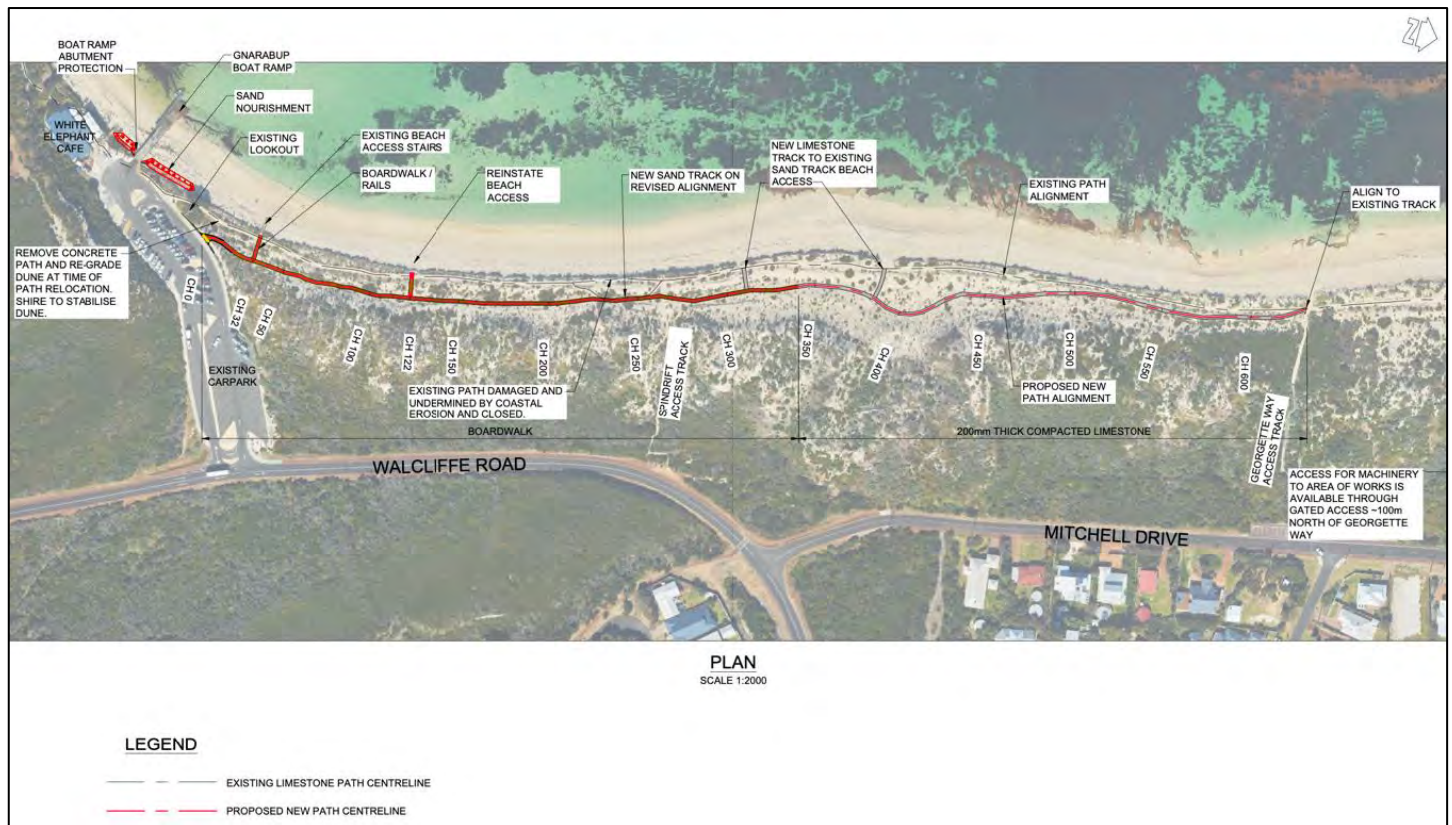 BOAT RAMP
ABUTMENT
PROTECTION
GNARABUP
BOAT RAMP
SAND
NOURISHMENT
WHITE
ELEPHANT
CAFE
EXISTING
LOOKOUT
EXISTING BEACH
ACCESS STAIRS
BOARDWALK /
RAILS
REINSTATE
BEACH
ACCESS
NEW SAND TRACK ON
REVISED ALIGNMENT
NEW LIMESTONE
TRACK TO EXISTING
SAND TRACK BEACH
ACCESS
EXISTING PATH
ALIGNMENT
ALIGN TO
EXISTING TRACK
REMOVE CONCRETE
PATH AND RE-GRADE
DUNE AT TIME OF
PATH RELOCATION.
SHIRE TO STABILISE
DUNE.
CH 0
CH 32
CH 50
CH 100
CH 122
CH 150
CH 200
CH 250
SPINDRIFT
ACCESS TRACK
CH 300
CH 350
CH 400
CH 450
CH 500
CH 550
CH 600
EXISTING
CARPARK
EXISTING PATH DAMAGED AND
UNDERMINED BY COASTAL
EROSION AND CLOSED.
PROPOSED NEW
PATH ALIGNMENT
BOARDWALK
200mm THICK COMPACTED LIMESTONE
GEORGETTE WAY
ACCESS TRACK
WALCLIFFE ROAD
MITCHELL DRIVE
ACCESS FOR MACHINERY
TO AREA OF WORKS IS
AVAILABLE THROUGH
GATED ACCESS ~100m
NORTH OF GEORGETTE
WAY
Z
PLAN
SCALE 1:2000
LEGEND
EXISTING LIMESTONE PATH CENTRELINE
PROPOSED NEW PATH CENTRELINE